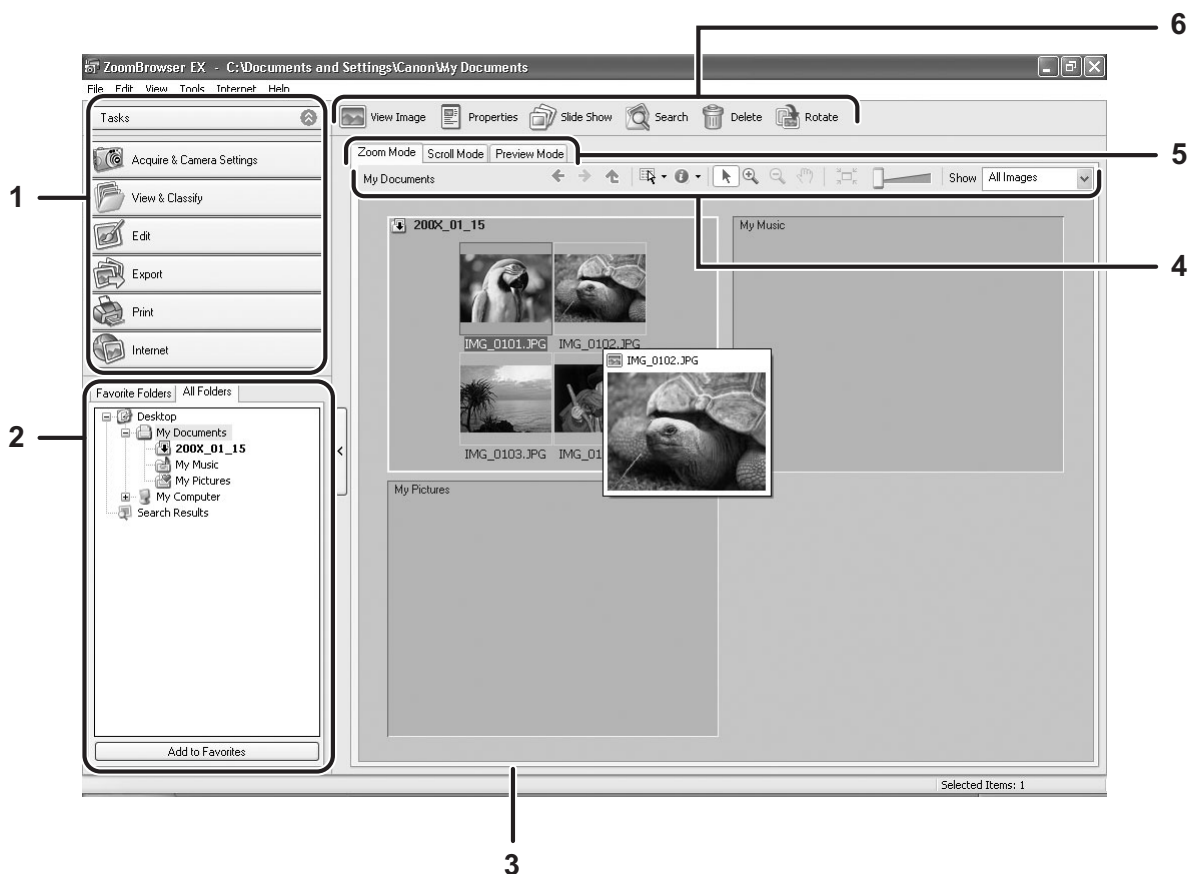 6
ZoomBrowser EX - C:\Documents and Settings\Canon\My Documents
File Edit View Tools Internet Help
Tasks
View Image Properties Slide Show Search Delete Rotate
Zoom Mode Scroll Mode Preview Mode
5
My Documents Show All Images
4
1
Acquire & Camera Settings
View & Classify
Edit
Export
Print
Internet
200X_01_15
My Music
IMG_0101.JPG IMG_0102.JPG
IMG_0102.JPG
IMG_0103.JPG IMG_01
My Pictures
2
Favorite Folders All Folders
Desktop
My Documents
200X_01_15
My Music
My Pictures
My Computer
Search Results
Add to Favorites
Selected Items: 1
3